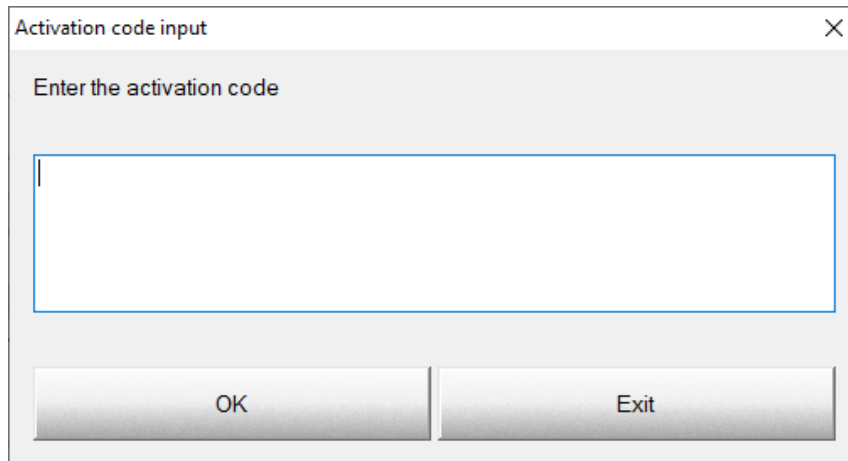 Activation code input
Enter the activation code
OK
Exit